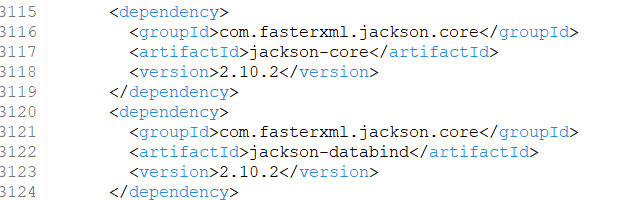 3115 <dependency>
3116 <groupId>com.fasterxml.jackson.core</groupId>
3117 <artifactId>jackson-core</artifactId>
3118 <version>2.10.2</version>
3119 </dependency>
3120 <dependency>
3121 <groupId>com.fasterxml.jackson.core</groupId>
3122 <artifactId>jackson-databind</artifactId>
3123 <version>2.10.2</version>
3124 </dependency>